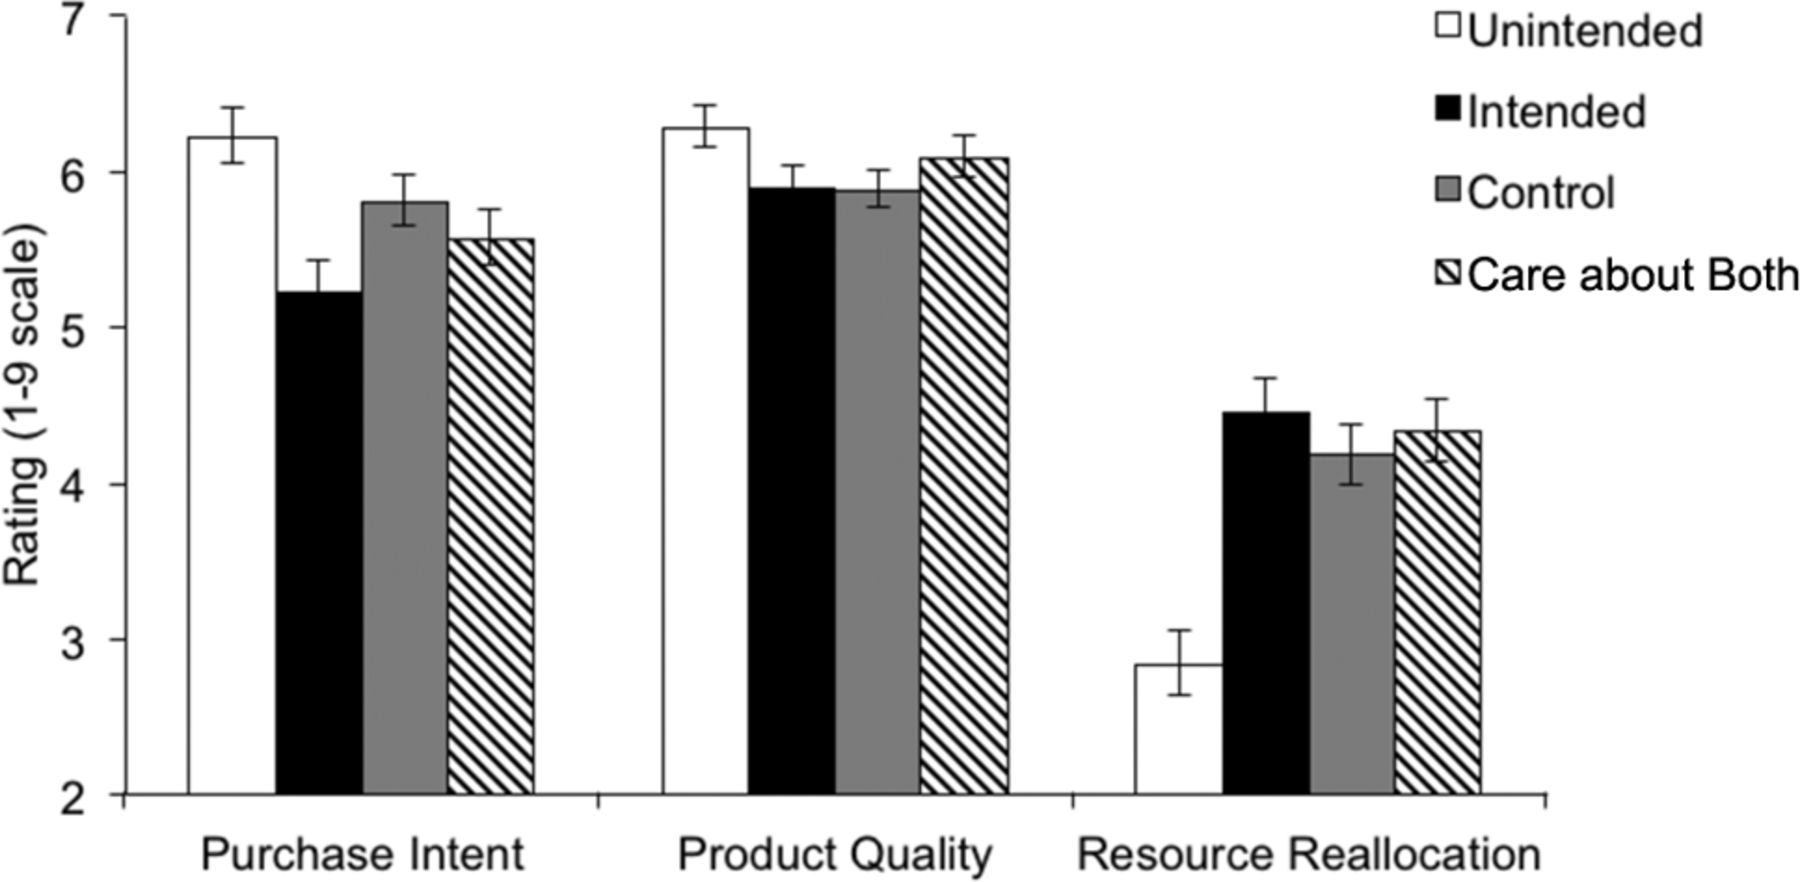 7
6
5
4
3
2
Rating (1-9 scale)
Unintended
Intended
Control
Care about Both
Purchase Intent
Product Quality
Resource Reallocation